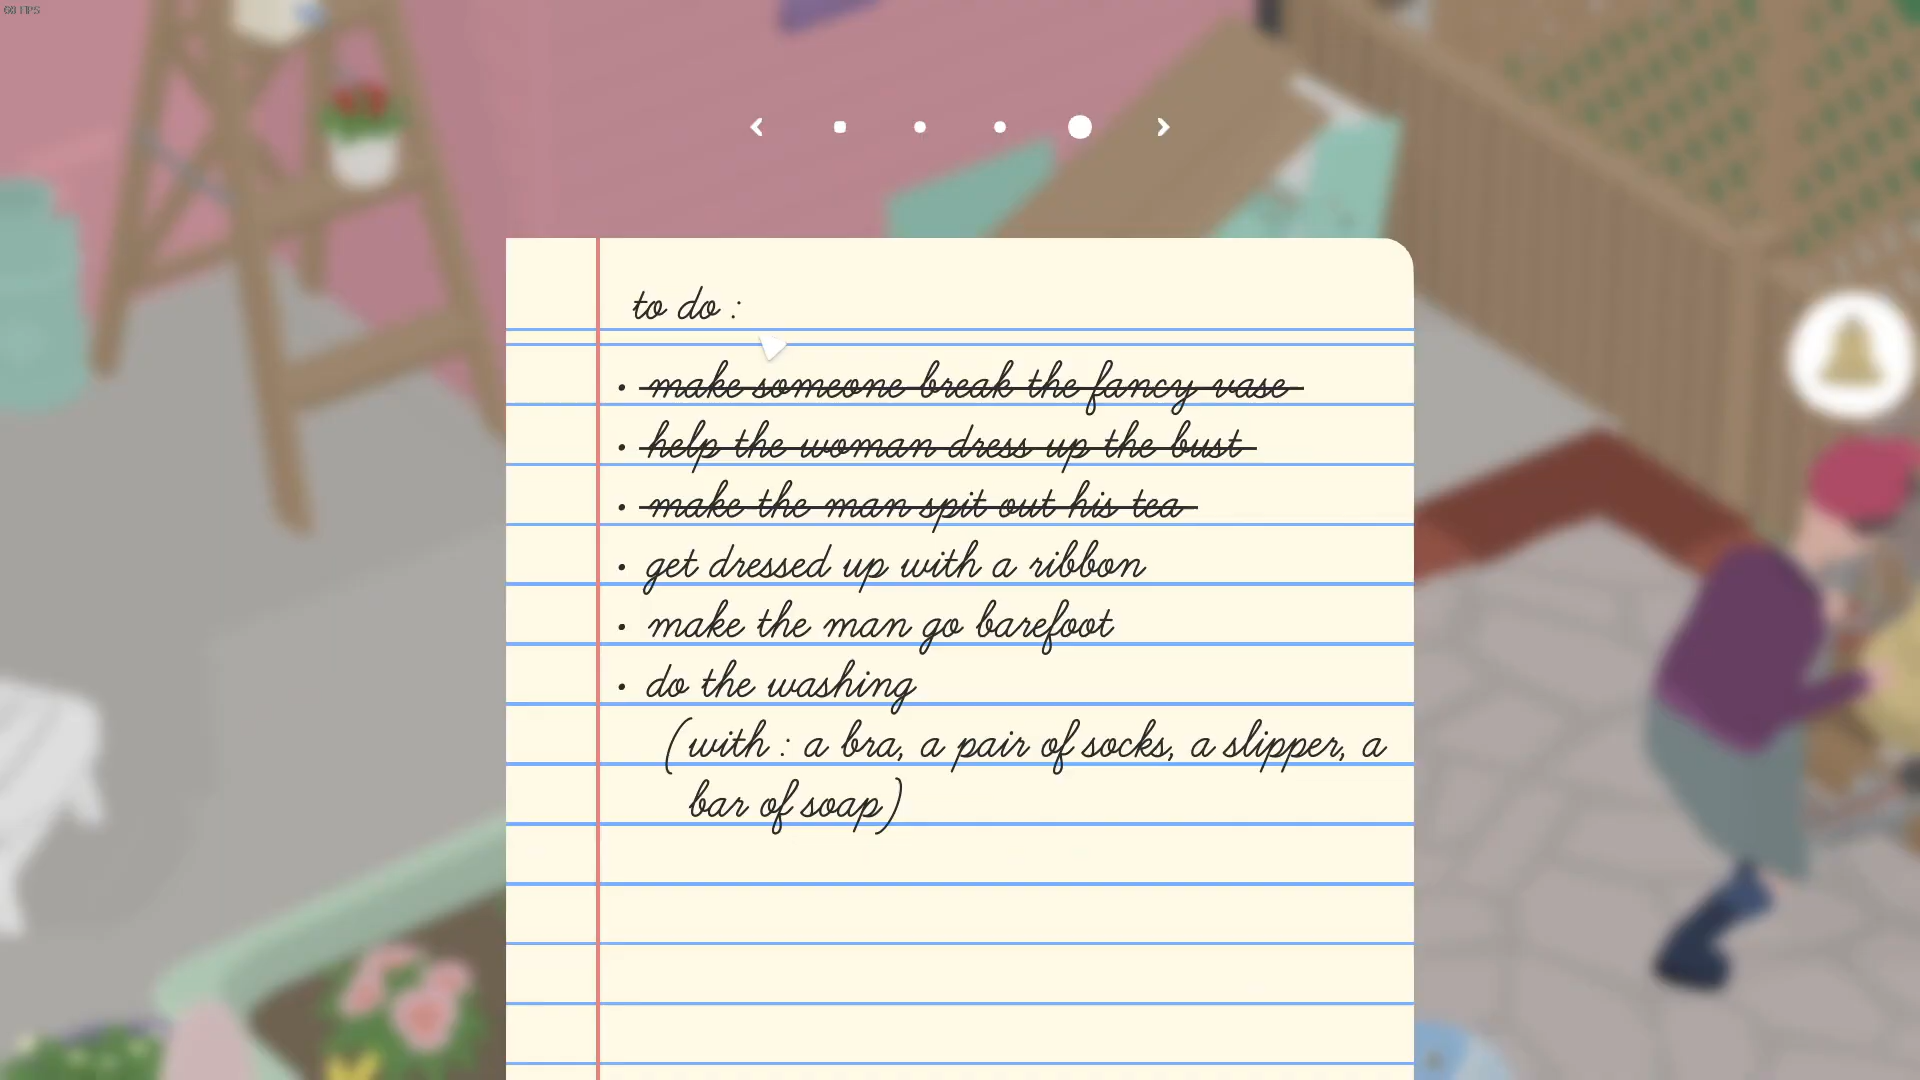 60 FPS
to do :
• make someone break the fancy vase
• help the woman dress up the bust
• make the man spit out his tea
• get dressed up with a ribbon
• make the man go barefoot
• do the washing
(with : a bra, a pair of socks, a slipper, a
bar of soap)